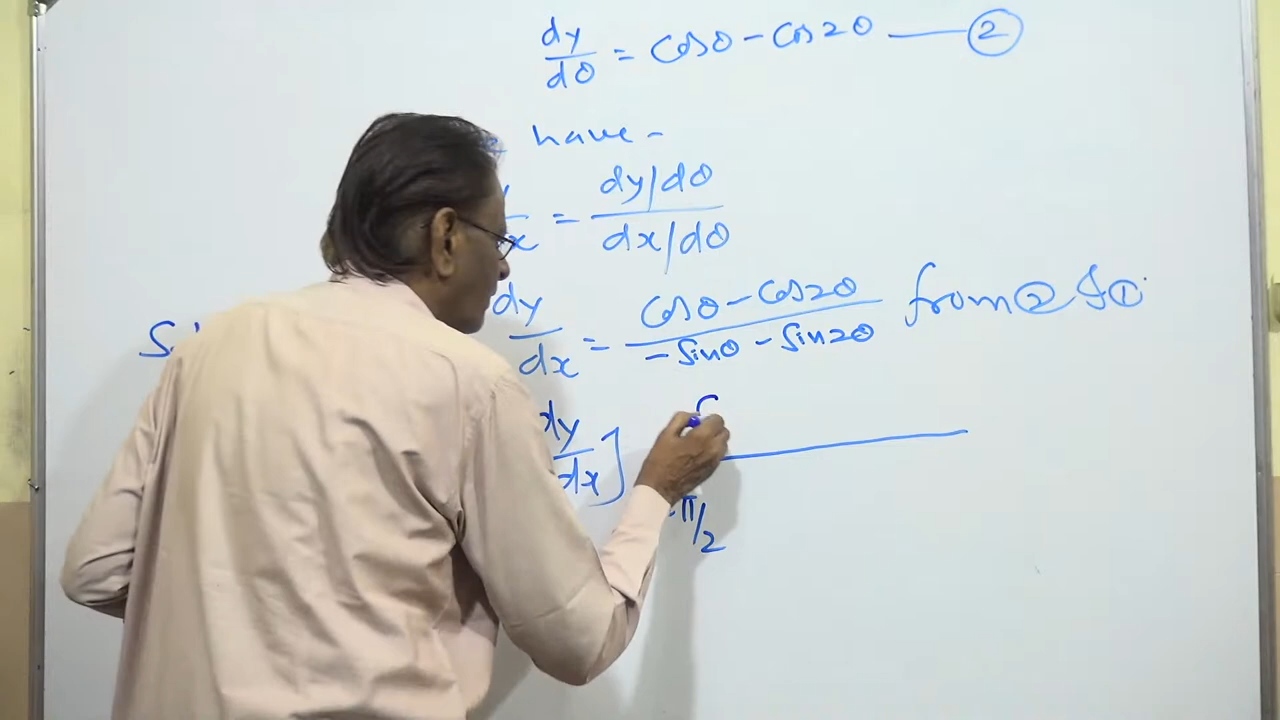 dy/dθ = cosθ - cos2θ —— ②
have -
= dy/dθ / dx/dθ
dy/dx = cosθ - cos2θ / -sinθ - sin2θ from ② & ①
dy/dx]
π/2